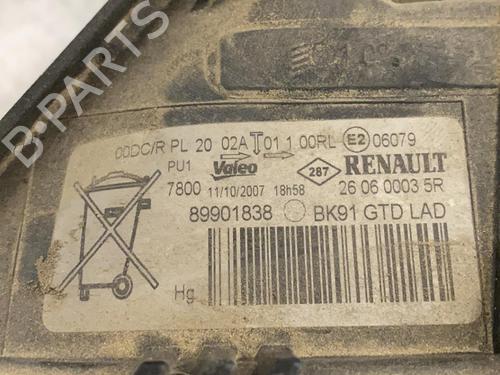 B-PARTS
00DC/R PL 20 02A T 01 1 00RL E2 06079
PU1 Valeo 287 RENAULT
7800 11/10/2007 18h58 26 06 0003 5R
89901838 BK91 GTD LAD
Hg